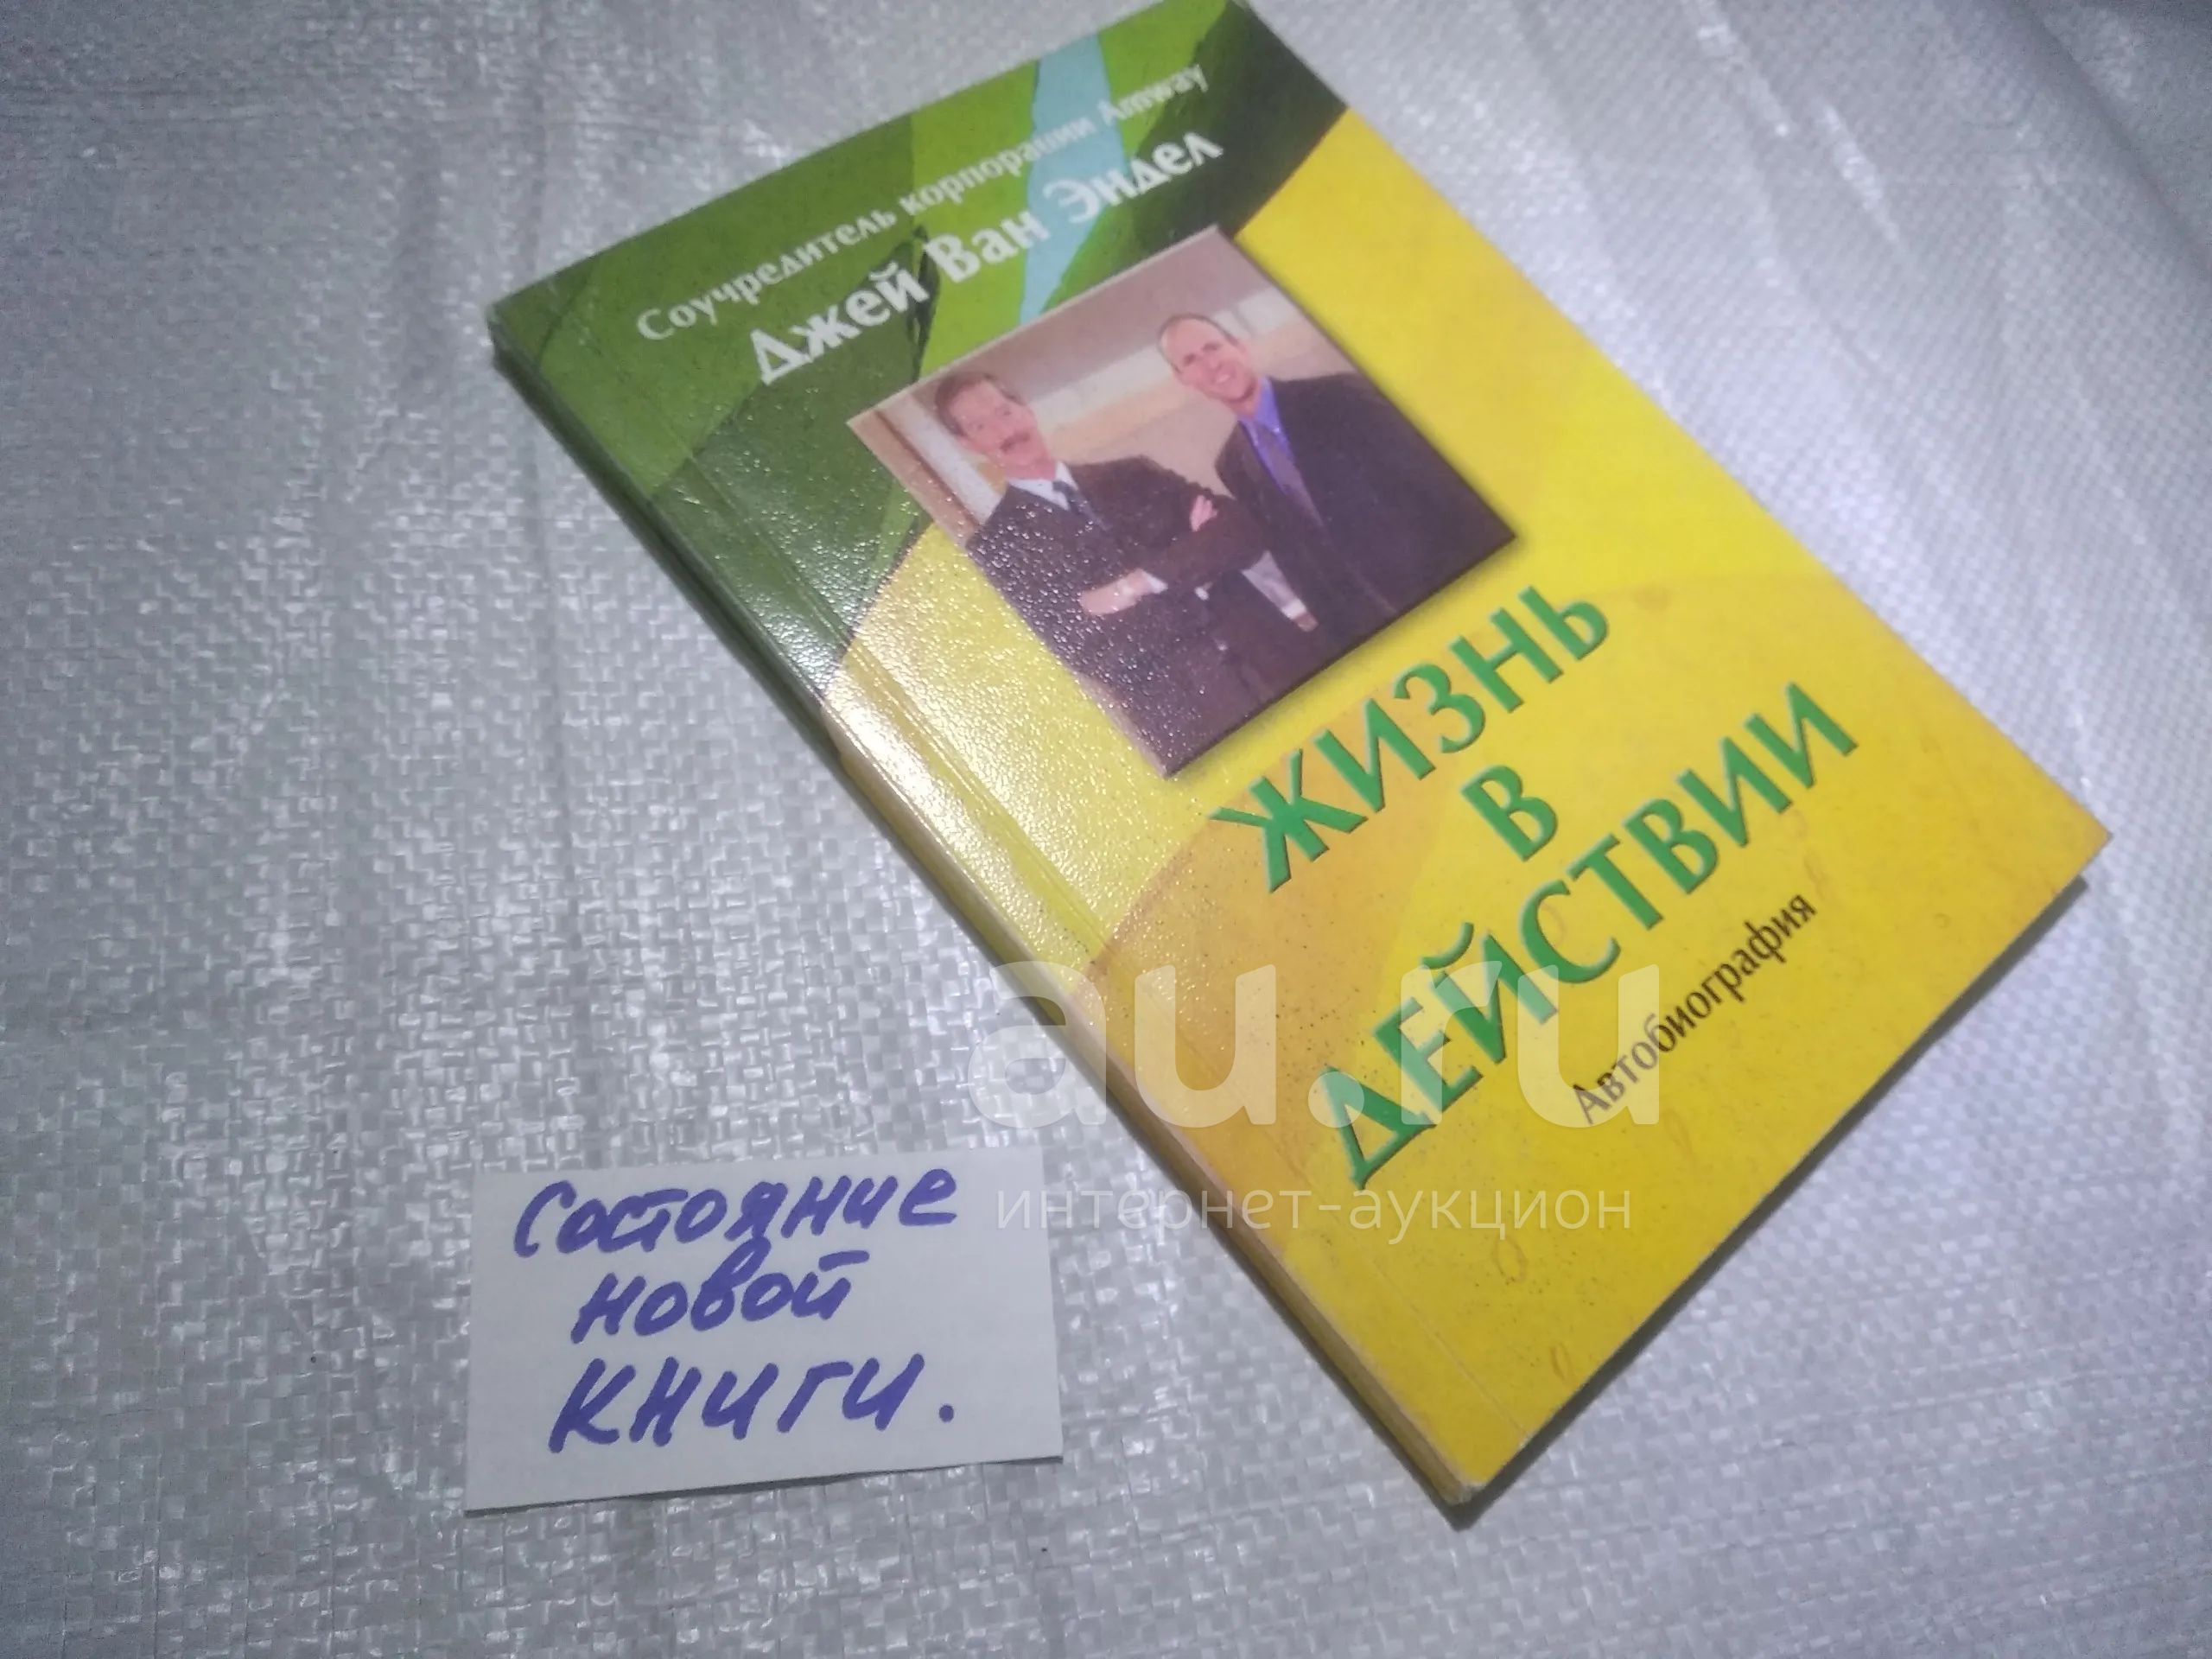 Соучредитель корпорации Amway
Джей Ван Эндел
ЖИЗНЬ
В
ДЕЙСТВИИ
Автобиография
au.ru
интернет-аукцион
Состояние
новой
книги.